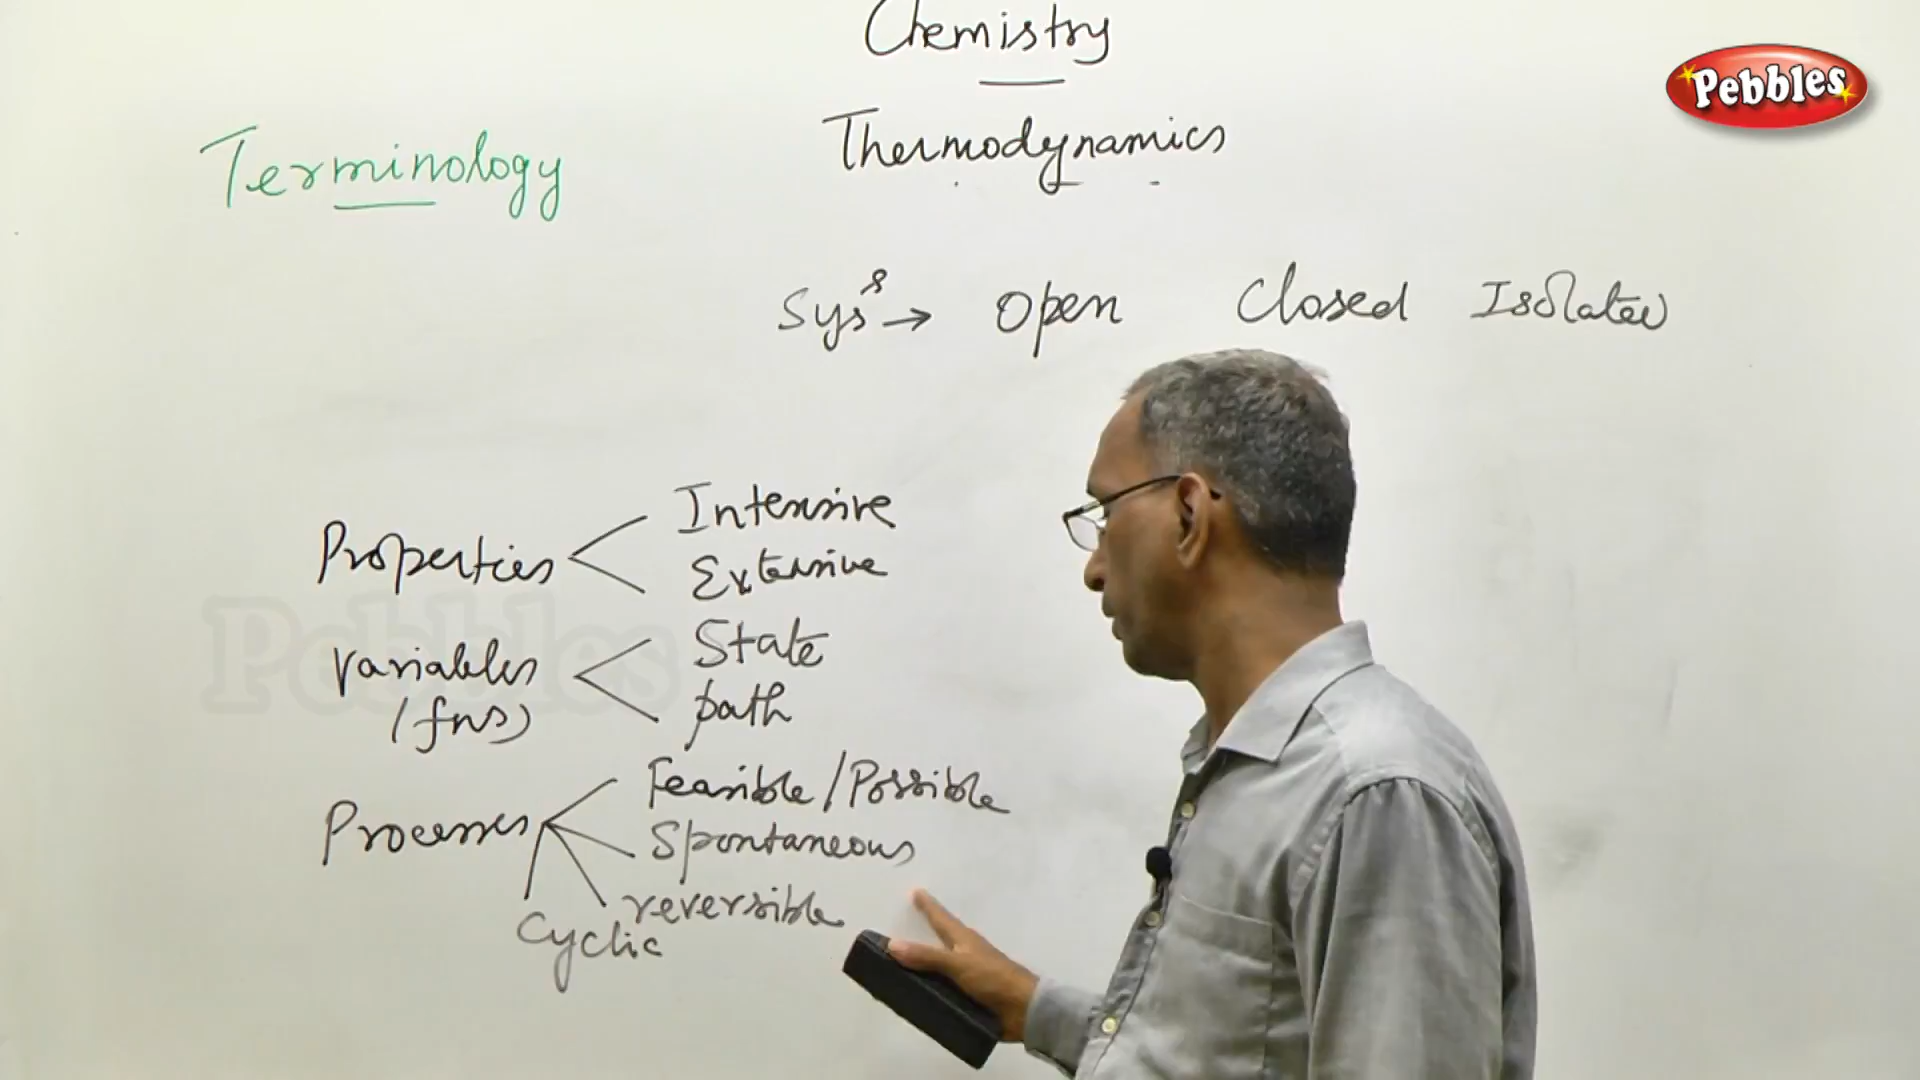 Chemistry
Pebbles
Thermodynamics
Terminology
Sys s → Open Closed Isolated
Intensive
Properties
Extensive
State
Variables
(fns)
path
Feasible/Possible
Processes
Spontaneous
reversible
Cyclic
Pebbles